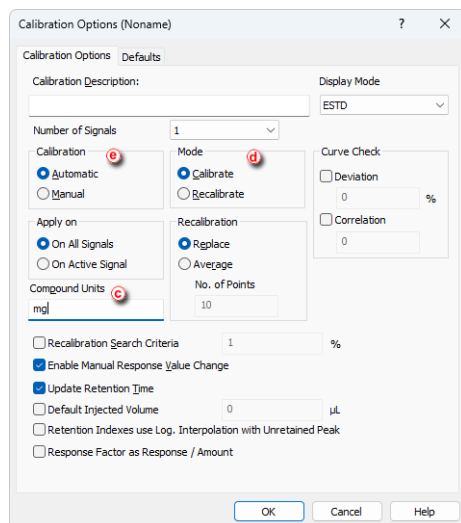 Calibration Options (Noname) ? ×
Calibration Options Defaults
Calibration Description: Display Mode
ESTD
Number of Signals 1
Calibration e Mode d Curve Check
Automatic Calibrate Deviation
Manual Recalibrate 0 %
Apply on Recalibration Correlation
On All Signals Replace 0
On Active Signal Average
Compound Units c No. of Points
mg 10
Recalibration Search Criteria 1 %
Enable Manual Response Value Change
Update Retention Time
Default Injected Volume 0 µL
Retention Indexes use Log. Interpolation with Unretained Peak
Response Factor as Response / Amount
OK Cancel Help